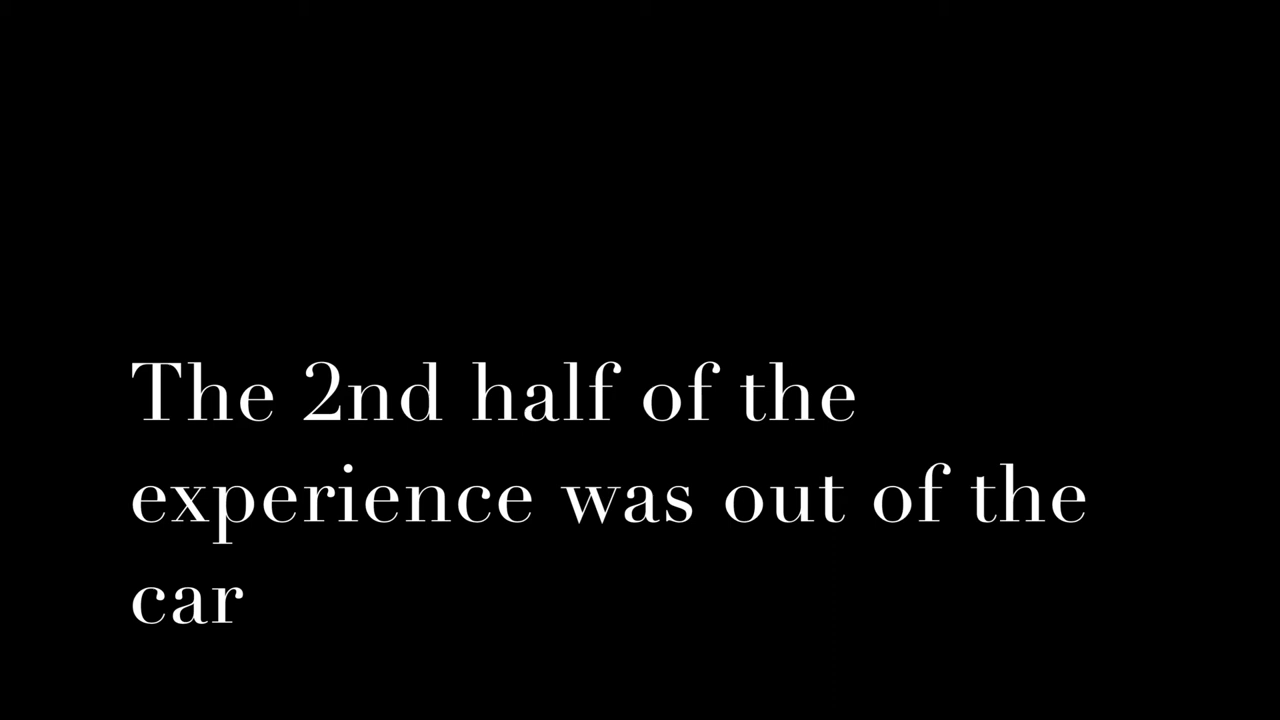 The 2nd half of the
experience was out of the
car